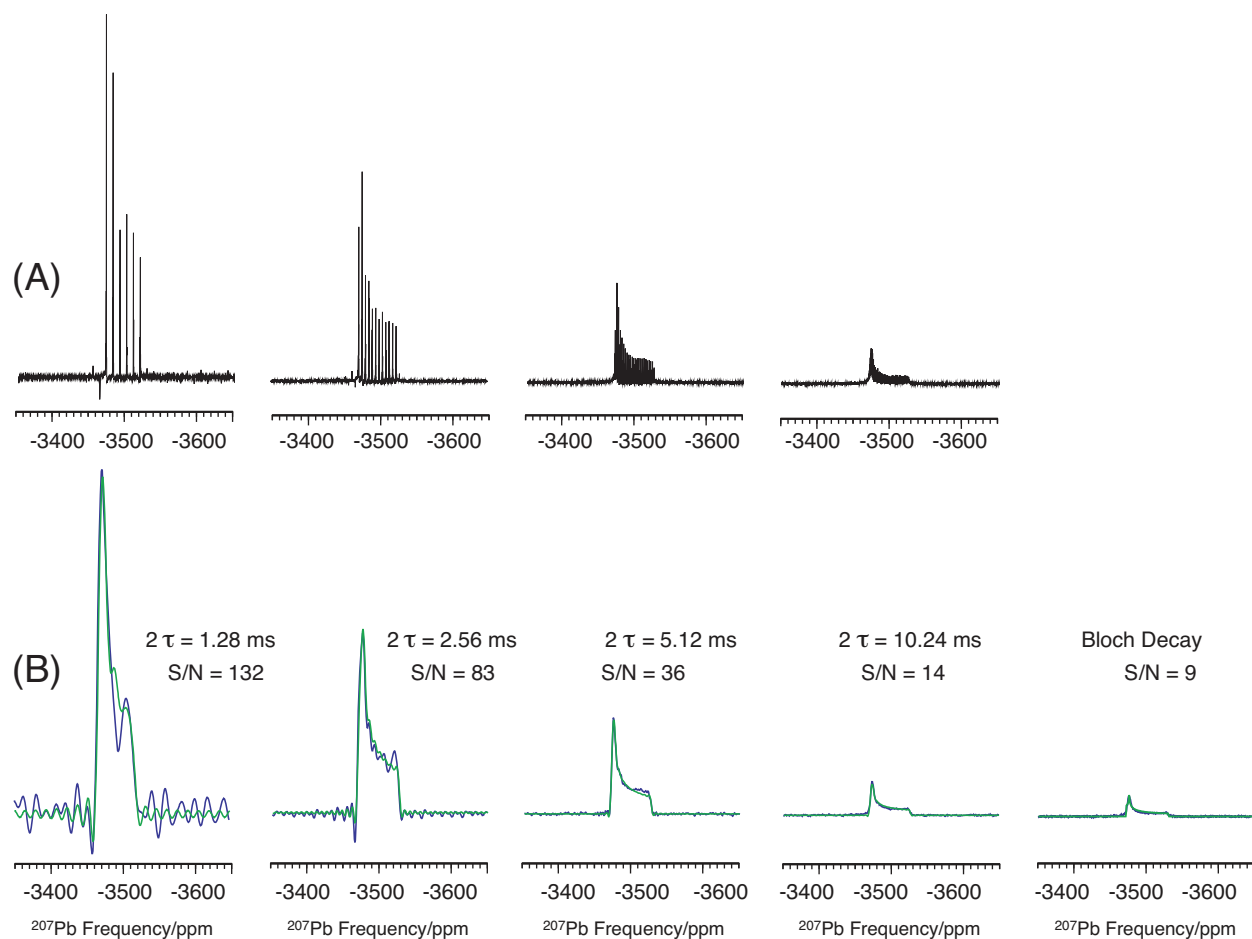 (A)
-3400 -3500 -3600
-3400 -3500 -3600
-3400 -3500 -3600
-3400 -3500 -3600
(B)
2 τ = 1.28 ms
S/N = 132
2 τ = 2.56 ms
S/N = 83
2 τ = 5.12 ms
S/N = 36
2 τ = 10.24 ms
S/N = 14
Bloch Decay
S/N = 9
-3400 -3500 -3600
-3400 -3500 -3600
-3400 -3500 -3600
-3400 -3500 -3600
-3400 -3500 -3600
²⁰⁷Pb Frequency/ppm
²⁰⁷Pb Frequency/ppm
²⁰⁷Pb Frequency/ppm
²⁰⁷Pb Frequency/ppm
²⁰⁷Pb Frequency/ppm